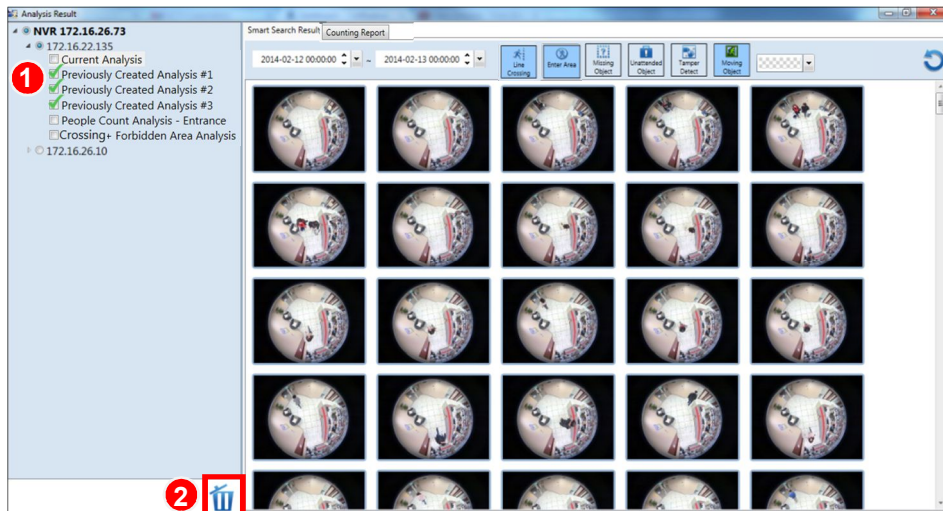 Analysis Result
NVR 172.16.26.73
172.16.22.135
Current Analysis
1
Previously Created Analysis #1
Previously Created Analysis #2
Previously Created Analysis #3
People Count Analysis - Entrance
Crossing+ Forbidden Area Analysis
172.16.26.10
2
Smart Search Result
Counting Report
2014-02-12 00:00:00 ~ 2014-02-13 00:00:00
Line
Crossing
Enter Area
Missing
Object
Unattended
Object
Tamper
Detect
Moving
Object